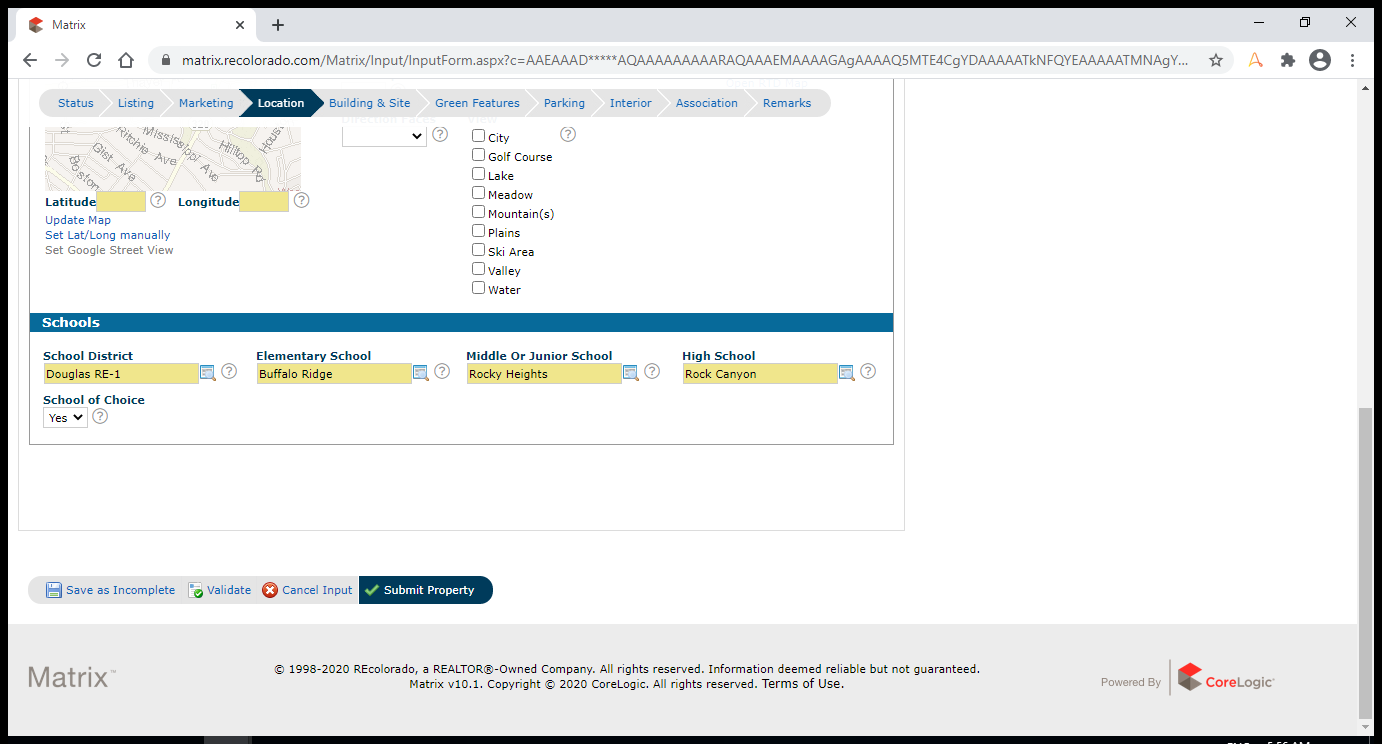 Matrix
matrix.recolorado.com/Matrix/Input/InputForm.aspx?c=AAEAAAD*****AQAAAAAAAAARAQAAAEMAAAAGAgAAAAQ5MTE4CgYDAAAAATkNFQYEAAAAATMNAgY...
Status Listing Marketing Location Building & Site Green Features Parking Interior Association Remarks
Direction Faces View
Mississippi Ave
Ritchie Ave
Gist Ave
Hilltop Rd
Boston
City
Golf Course
Lake
Meadow
Mountain(s)
Plains
Ski Area
Valley
Water
Latitude Longitude
Update Map
Set Lat/Long manually
Set Google Street View
Schools
School District Elementary School Middle Or Junior School High School
Douglas RE-1 Buffalo Ridge Rocky Heights Rock Canyon
School of Choice
Yes
Save as Incomplete Validate Cancel Input Submit Property
Matrix™
© 1998-2020 REcolorado, a REALTOR®-Owned Company. All rights reserved. Information deemed reliable but not guaranteed.
Matrix v10.1. Copyright © 2020 CoreLogic. All rights reserved. Terms of Use.
Powered By CoreLogic